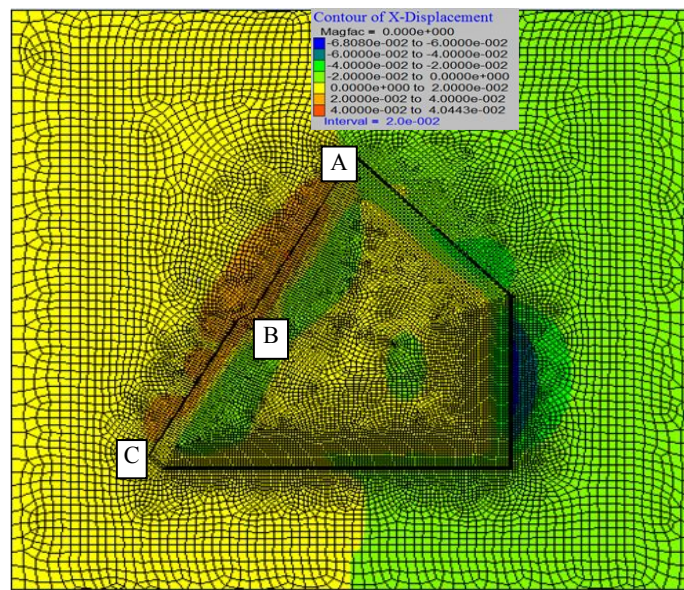 Contour of X-Displacement
Magfac = 0.000e+000
-6.8080e-002 to -6.0000e-002
-6.0000e-002 to -4.0000e-002
-4.0000e-002 to -2.0000e-002
-2.0000e-002 to 0.0000e+000
0.0000e+000 to 2.0000e-002
2.0000e-002 to 4.0000e-002
4.0000e-002 to 4.0443e-002
Interval = 2.0e-002
A
B
C